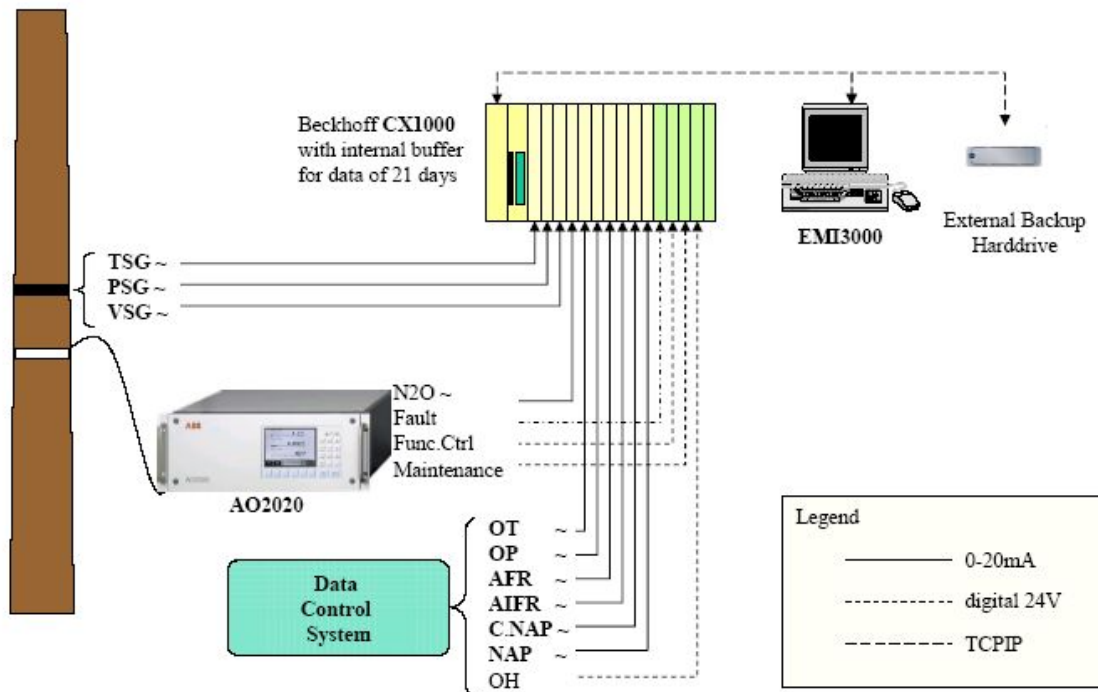 Beckhoff CX1000
with internal buffer
for data of 21 days
EMI3000
External Backup
Harddrive
TSG ~
PSG ~
VSG ~
ABB
N2O ~
Fault
Func.Ctrl
Maintenance
AO2020
Data
Control
System
OT ~
OP ~
AFR ~
AIFR ~
C.NAP ~
NAP ~
OH
Legend
0-20mA
digital 24V
TCPIP